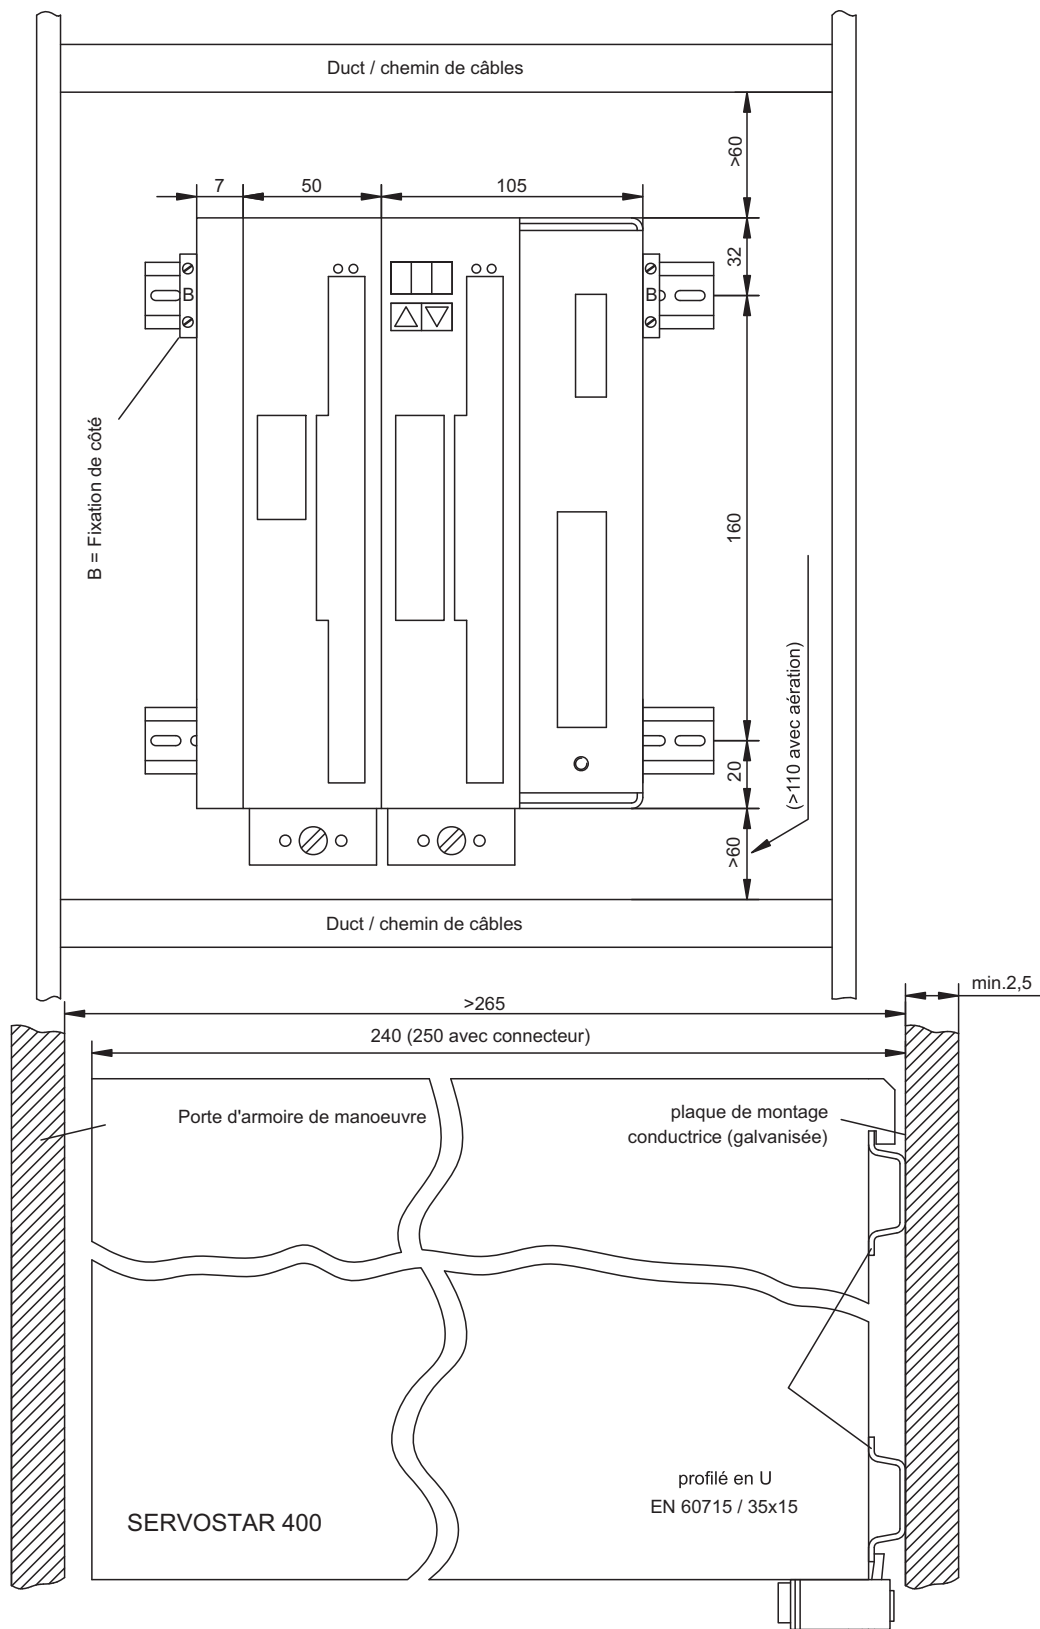 Duct / chemin de câbles
>60
7
50
105
32
B
B
B = Fixation de côté
160
(>110 avec aération)
20
>60
Duct / chemin de câbles
min.2,5
>265
240 (250 avec connecteur)
Porte d'armoire de manoeuvre
plaque de montage
conductrice (galvanisée)
profilé en U
EN 60715 / 35x15
SERVOSTAR 400